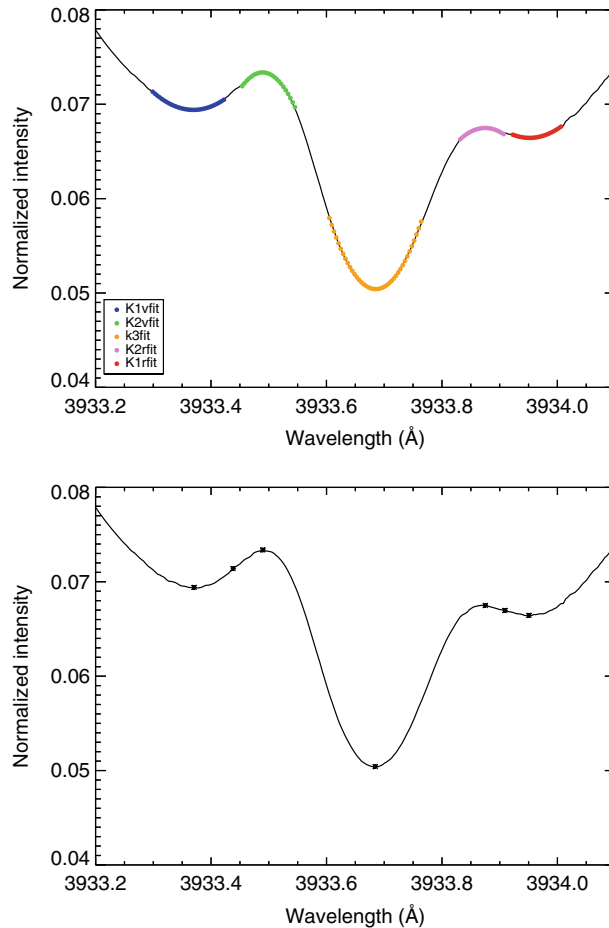 0.08
0.07
0.06
0.05
0.04
Normalized intensity
K1vfit
K2vfit
k3fit
K2rfit
K1rfit
3933.2 3933.4 3933.6 3933.8 3934.0
Wavelength (Å)
0.08
0.07
0.06
0.05
0.04
Normalized intensity
3933.2 3933.4 3933.6 3933.8 3934.0
Wavelength (Å)